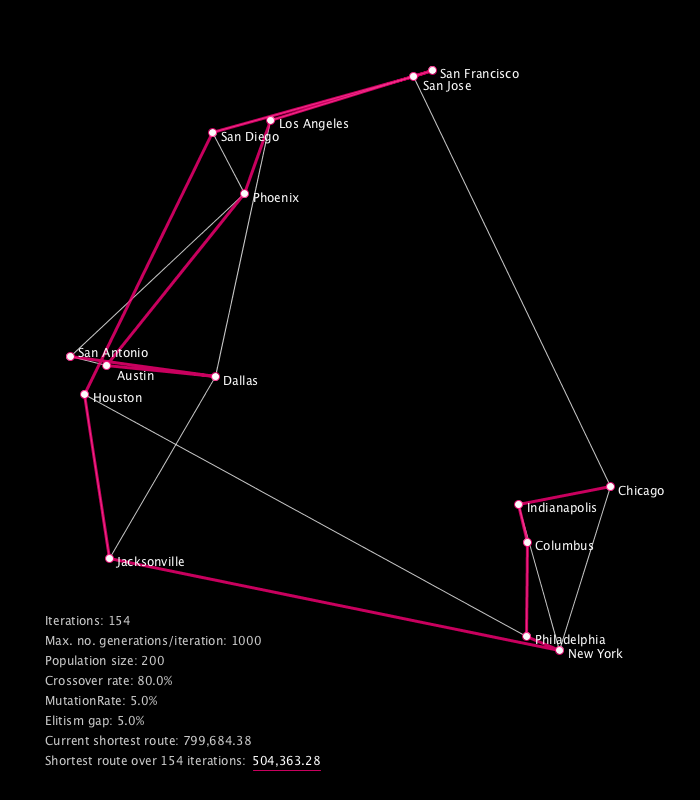 San Francisco
San Jose
Los Angeles
San Diego
Phoenix
San Antonio
Austin
Dallas
Houston
Chicago
Indianapolis
Columbus
Jacksonville
Philadelphia
New York
Iterations: 154
Max. no. generations/iteration: 1000
Population size: 200
Crossover rate: 80.0%
MutationRate: 5.0%
Elitism gap: 5.0%
Current shortest route: 799,684.38
Shortest route over 154 iterations: 504,363.28